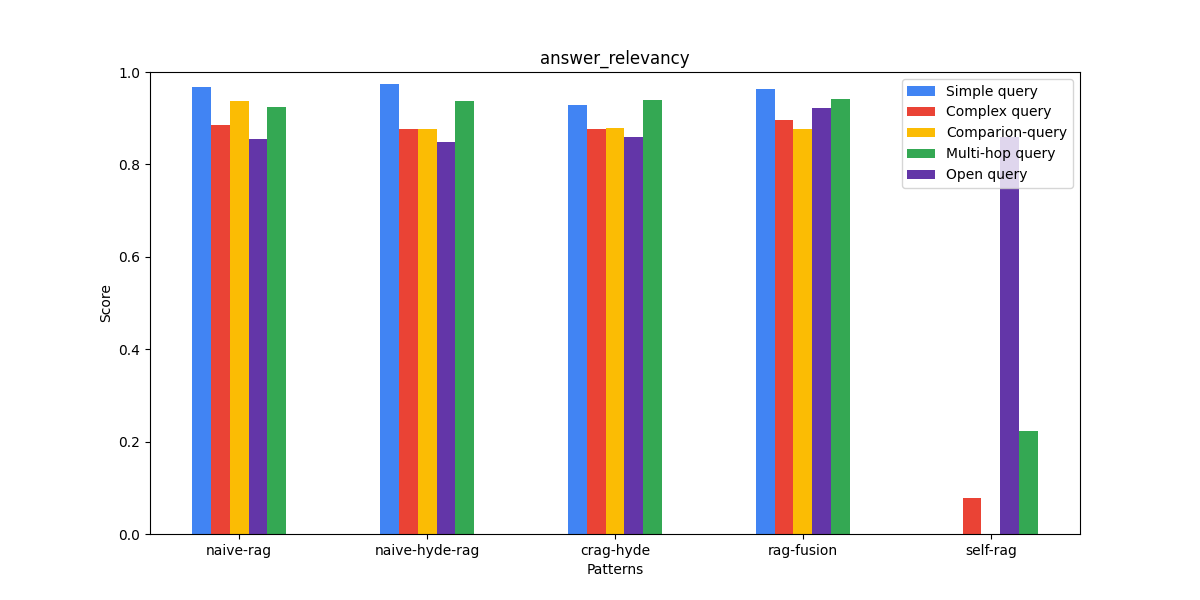 answer_relevancy
1.0
0.8
0.6
0.4
0.2
0.0
Score
Simple query
Complex query
Comparion-query
Multi-hop query
Open query
naive-rag naive-hyde-rag crag-hyde rag-fusion self-rag
Patterns